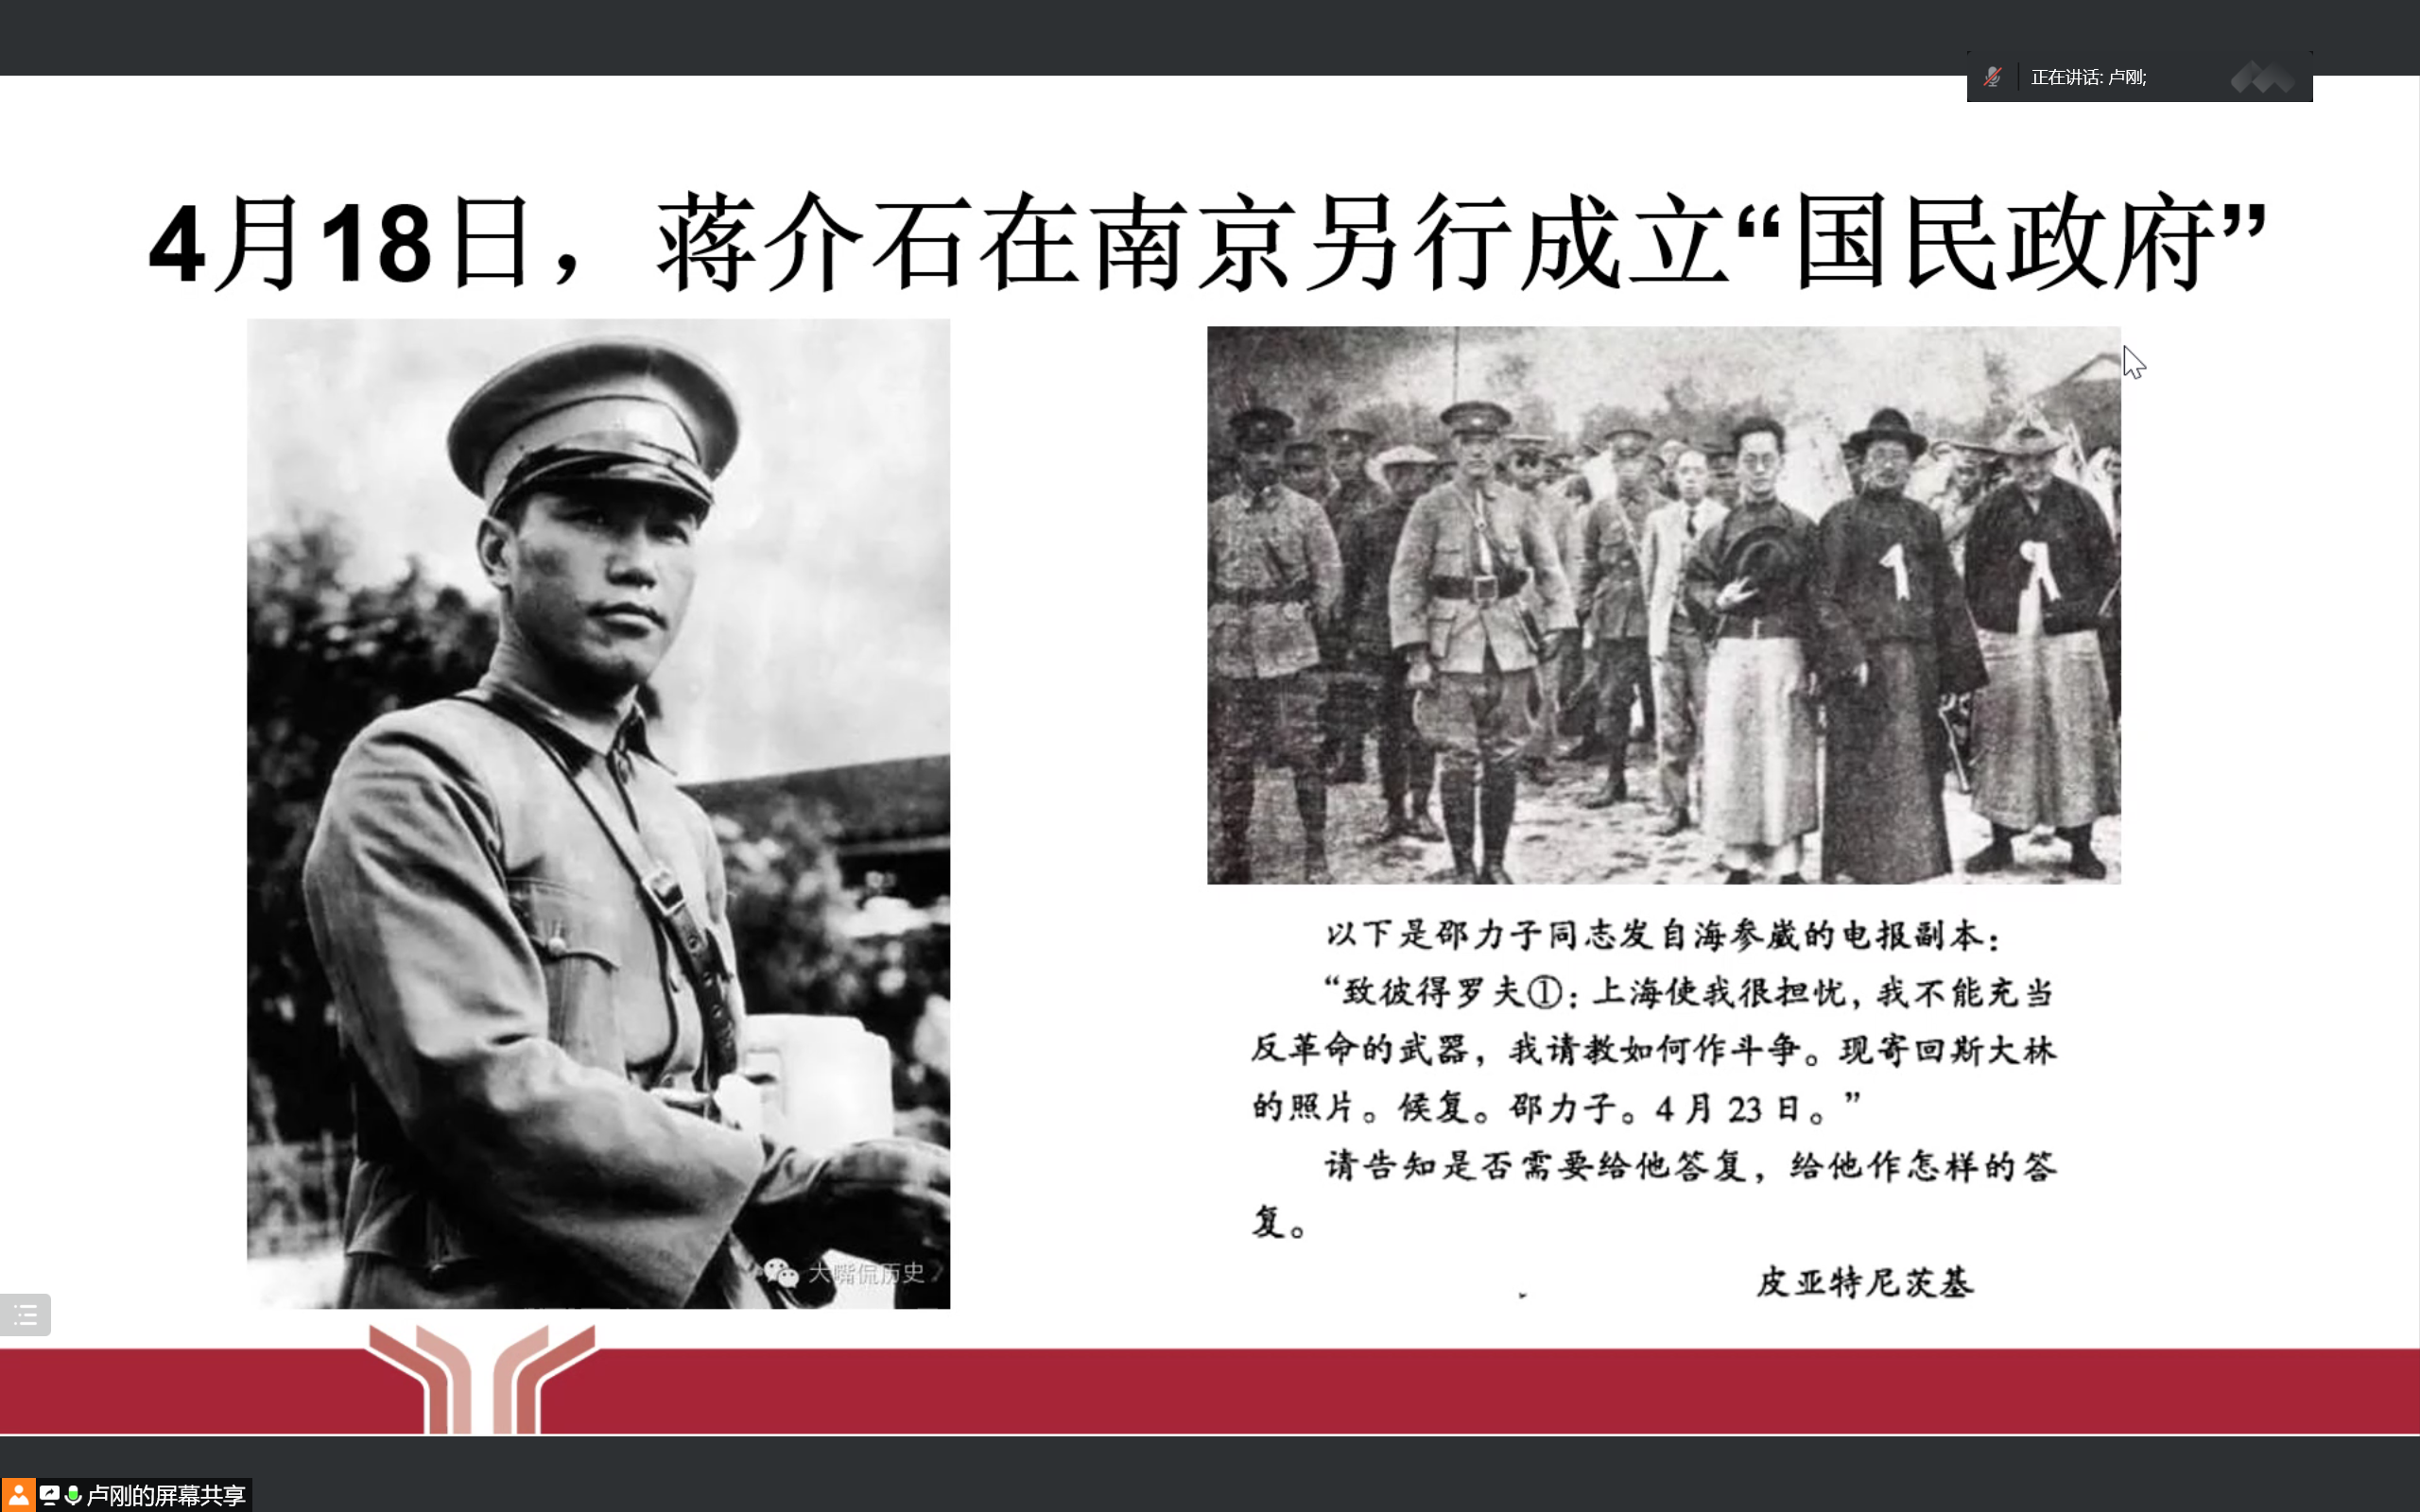 正在讲话: 卢刚;
4月18日，蒋介石在南京另行成立“国民政府”
以下是邵力子同志发自海参崴的电报副本：
“致彼得罗夫①：上海使我很担忧，我不能充当
反革命的武器，我请教如何作斗争。现寄回斯大林
的照片。候复。邵力子。4月23日。”
请告知是否需要给他答复，给他作怎样的答
复。
皮亚特尼茨基
大嘴侃历史
卢刚的屏幕共享